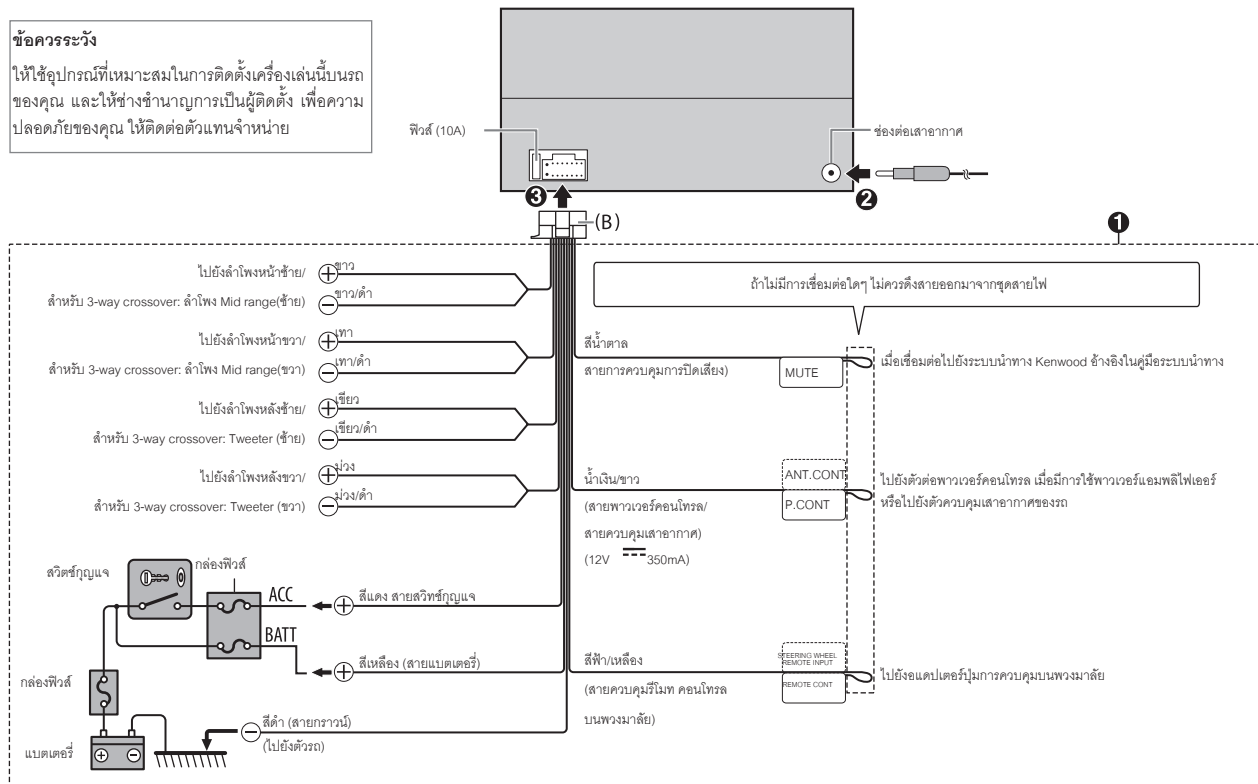 ข้อควรระวัง
ให้ใช้อุปกรณ์ที่เหมาะสมในการติดตั้งเครื่องเล่นนี้บนรถ
ของคุณ และให้ช่างชำนาญการเป็นผู้ติดตั้ง เพื่อความ
ปลอดภัยของคุณ ให้ติดต่อตัวแทนจำหน่าย
ฟิวส์ (10A)
ช่องต่อเสาอากาศ
3
2
(B)
1
ไปยังลำโพงหน้าซ้าย/
ขาว
สำหรับ 3-way crossover: ลำโพง Mid range(ซ้าย)
ขาว/ดำ
ไปยังลำโพงหน้าขวา/
เทา
สำหรับ 3-way crossover: ลำโพง Mid range(ขวา)
เทา/ดำ
ไปยังลำโพงหลังซ้าย/
เขียว
สำหรับ 3-way crossover: Tweeter (ซ้าย)
เขียว/ดำ
ไปยังลำโพงหลังขวา/
ม่วง
สำหรับ 3-way crossover: Tweeter (ขวา)
ม่วง/ดำ
ถ้าไม่มีการเชื่อมต่อใดๆ ไม่ควรดึงสายออกมาจากชุดสายไฟ
สีน้ำตาล
สายการควบคุมการปิดเสียง)
MUTE
เมื่อเชื่อมต่อไปยังระบบนำทาง Kenwood อ้างอิงในคู่มือระบบนำทาง
น้ำเงิน/ขาว
(สายพาวเวอร์คอนโทรล/
สายควบคุมเสาอากาศ)
(12V 350mA)
ANT.CONT
P.CONT
ไปยังตัวต่อพาวเวอร์คอนโทรล เมื่อมีการใช้พาวเวอร์แอมพลิไฟเออร์
หรือไปยังตัวควบคุมเสาอากาศของรถ
สวิตช์กุญแจ
กล่องฟิวส์
ACC
สีแดง สายสวิทช์กุญแจ
BATT
สีเหลือง (สายแบตเตอรี่)
สีฟ้า/เหลือง
(สายควบคุมรีโมท คอนโทรล
บนพวงมาลัย)
STEERING WHEEL
REMOTE INPUT
REMOTE CONT
ไปยังอแดปเตอร์ปุ่มการควบคุมบนพวงมาลัย
กล่องฟิวส์
แบตเตอรี่
สีดำ (สายกราวน์)
(ไปยังตัวรถ)